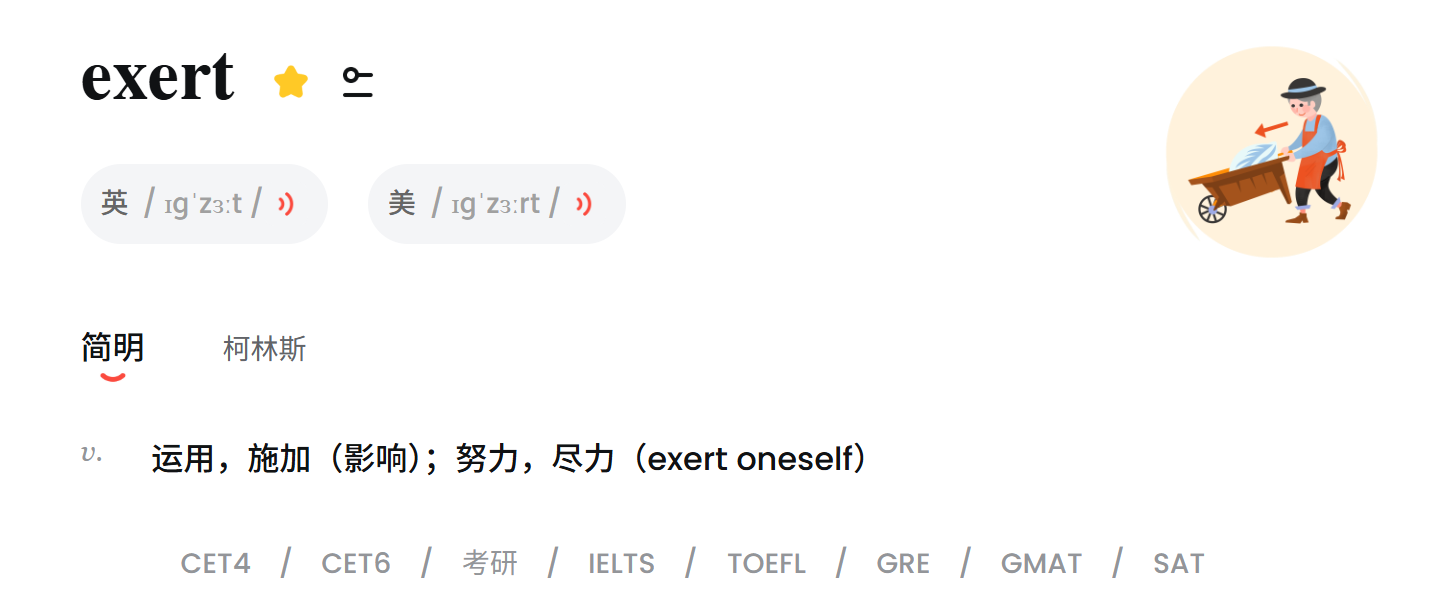 exert
英 / ɪɡˈzɜːt / 美 / ɪɡˈzɜːrt /
简明 柯林斯
v. 运用，施加（影响）；努力，尽力（exert oneself）
CET4 / CET6 / 考研 / IELTS / TOEFL / GRE / GMAT / SAT